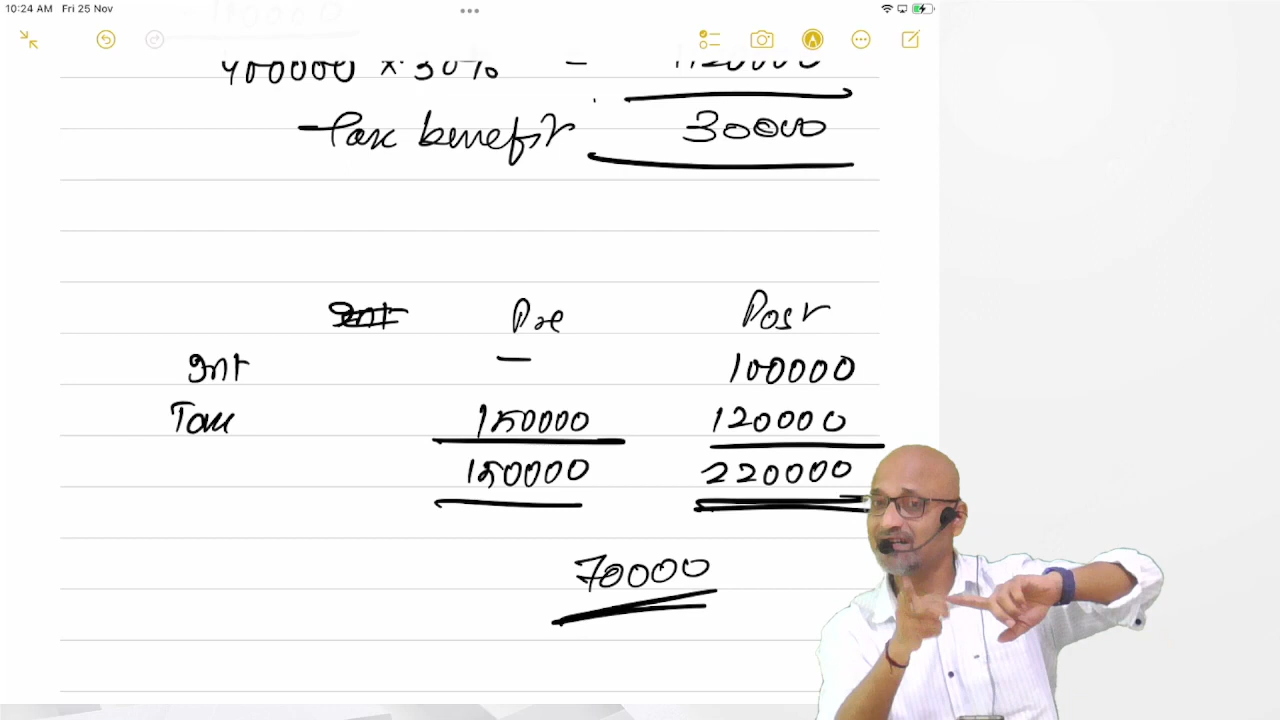 10:24 AM Fri 25 Nov
400000 × 30% - 120000
Tax benefit 30000
Pre Post
Int — 100000
Tax 150000 120000
150000 220000
70000